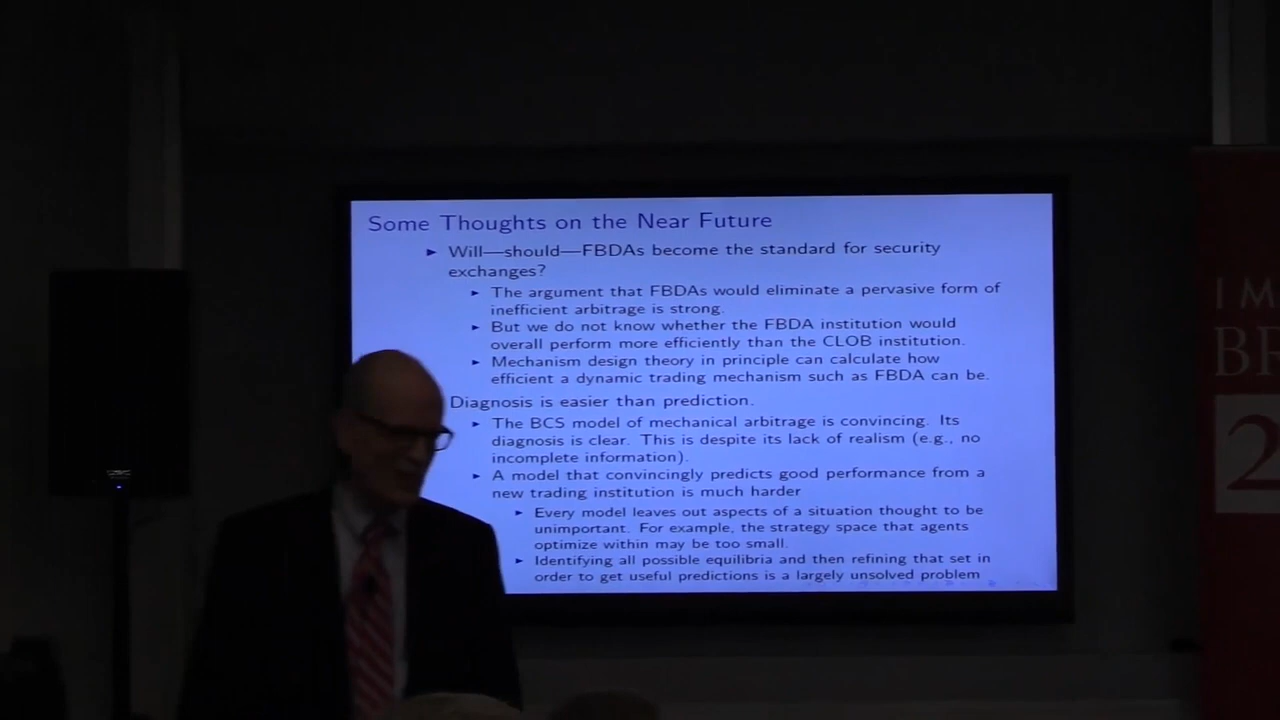 Some Thoughts on the Near Future
Will—should—FBDAs become the standard for security
exchanges?
The argument that FBDAs would eliminate a pervasive form of
inefficient arbitrage is strong.
But we do not know whether the FBDA institution would
overall perform more efficiently than the CLOB institution.
Mechanism design theory in principle can calculate how
efficient a dynamic trading mechanism such as FBDA can be.
Diagnosis is easier than prediction.
The BCS model of mechanical arbitrage is convincing. Its
diagnosis is clear. This is despite its lack of realism (e.g., no
incomplete information).
A model that convincingly predicts good performance from a
new trading institution is much harder
Every model leaves out aspects of a situation thought to be
unimportant. For example, the strategy space that agents
optimize within may be too small.
Identifying all possible equilibria and then refining that set in
order to get useful predictions is a largely unsolved problem
I M
2